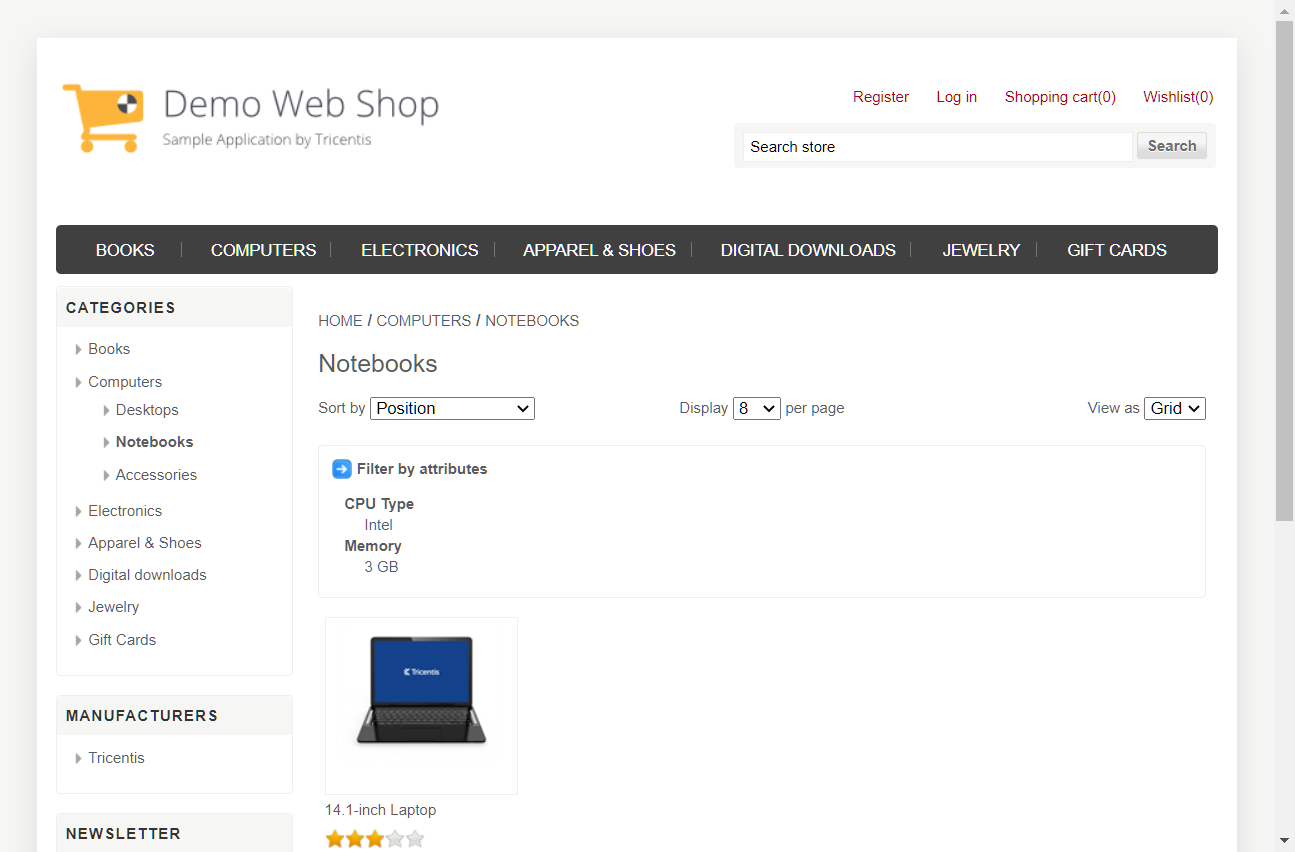 Demo Web Shop
Sample Application by Tricentis
Register Log in Shopping cart(0) Wishlist(0)
Search store Search
BOOKS COMPUTERS ELECTRONICS APPAREL & SHOES DIGITAL DOWNLOADS JEWELRY GIFT CARDS
CATEGORIES
Books
Computers
Desktops
Notebooks
Accessories
Electronics
Apparel & Shoes
Digital downloads
Jewelry
Gift Cards
MANUFACTURERS
Tricentis
NEWSLETTER
HOME / COMPUTERS / NOTEBOOKS
Notebooks
Sort by Position Display 8 per page View as Grid
Filter by attributes
CPU Type
Intel
Memory
3 GB
Tricentis
14.1-inch Laptop